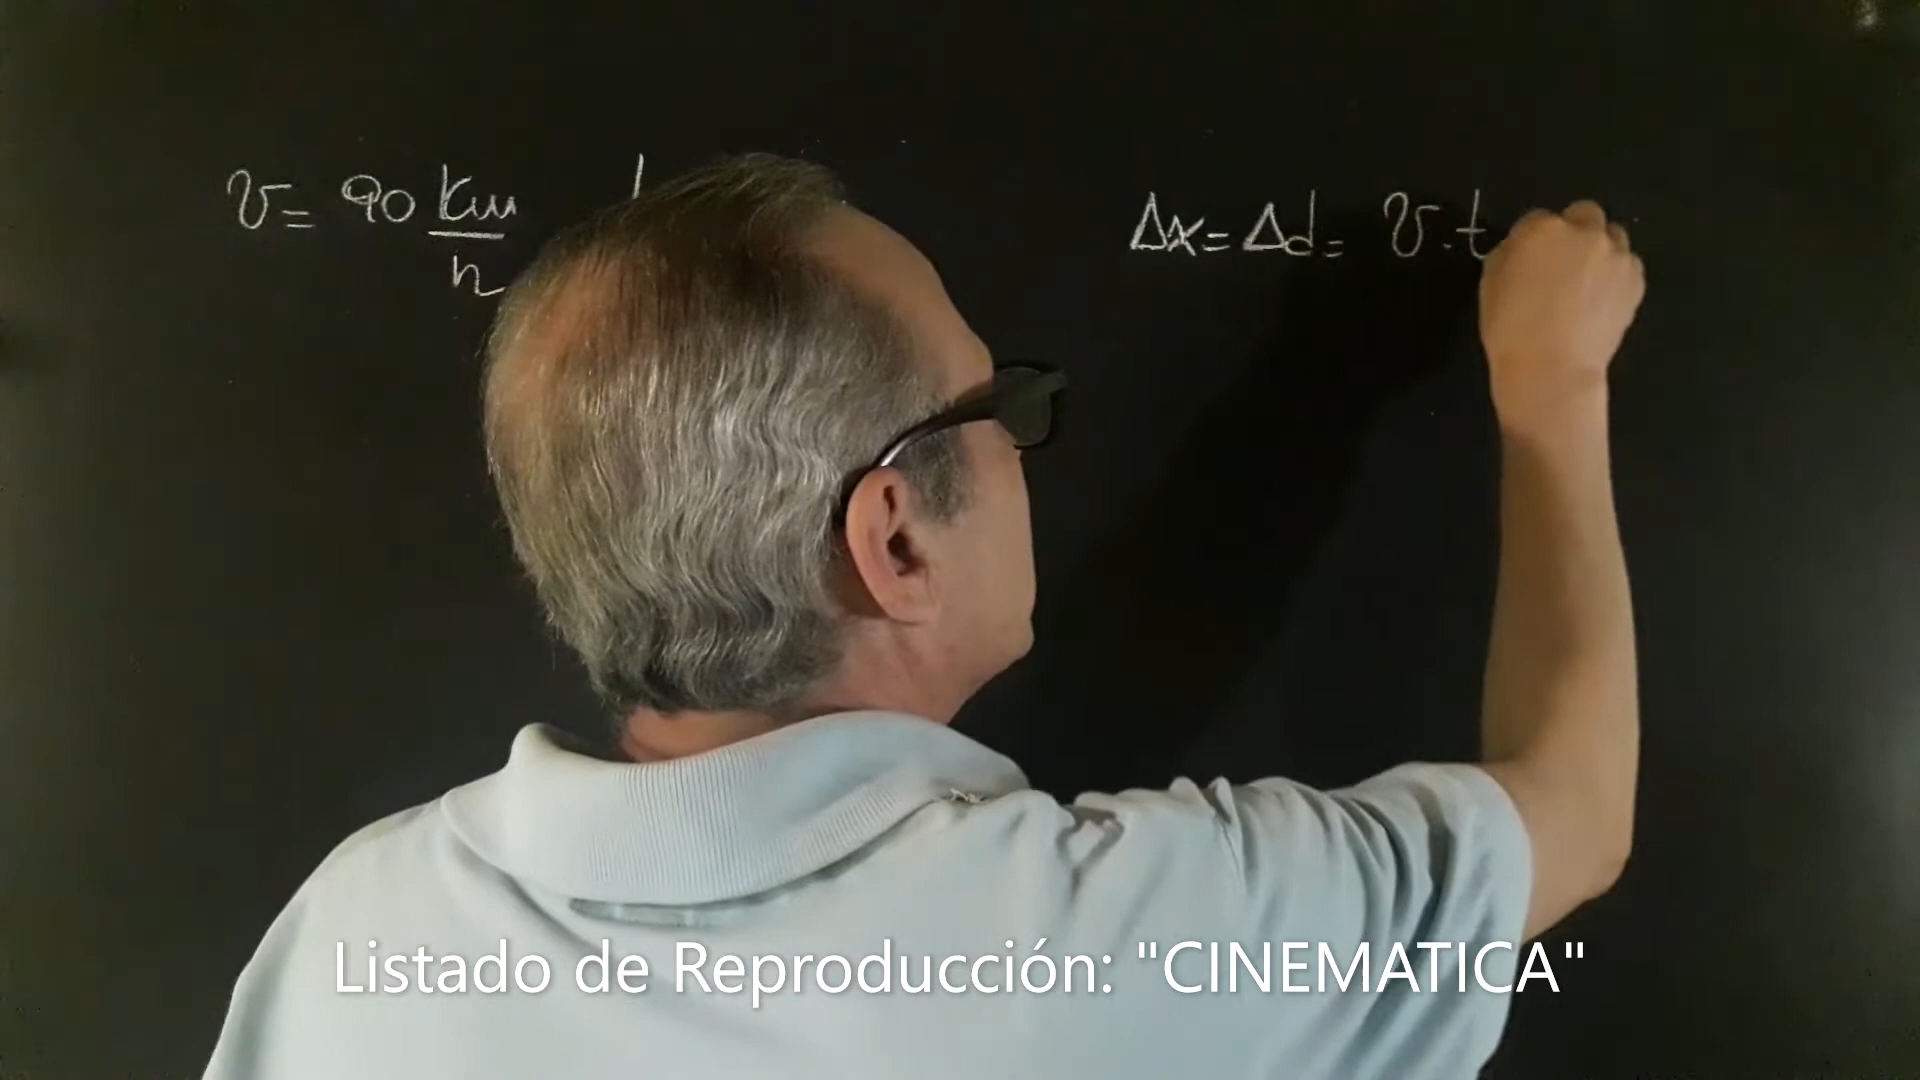 v = 90 Km/h
Δx = Δd = v.t
Listado de Reproducción: "CINEMATICA"